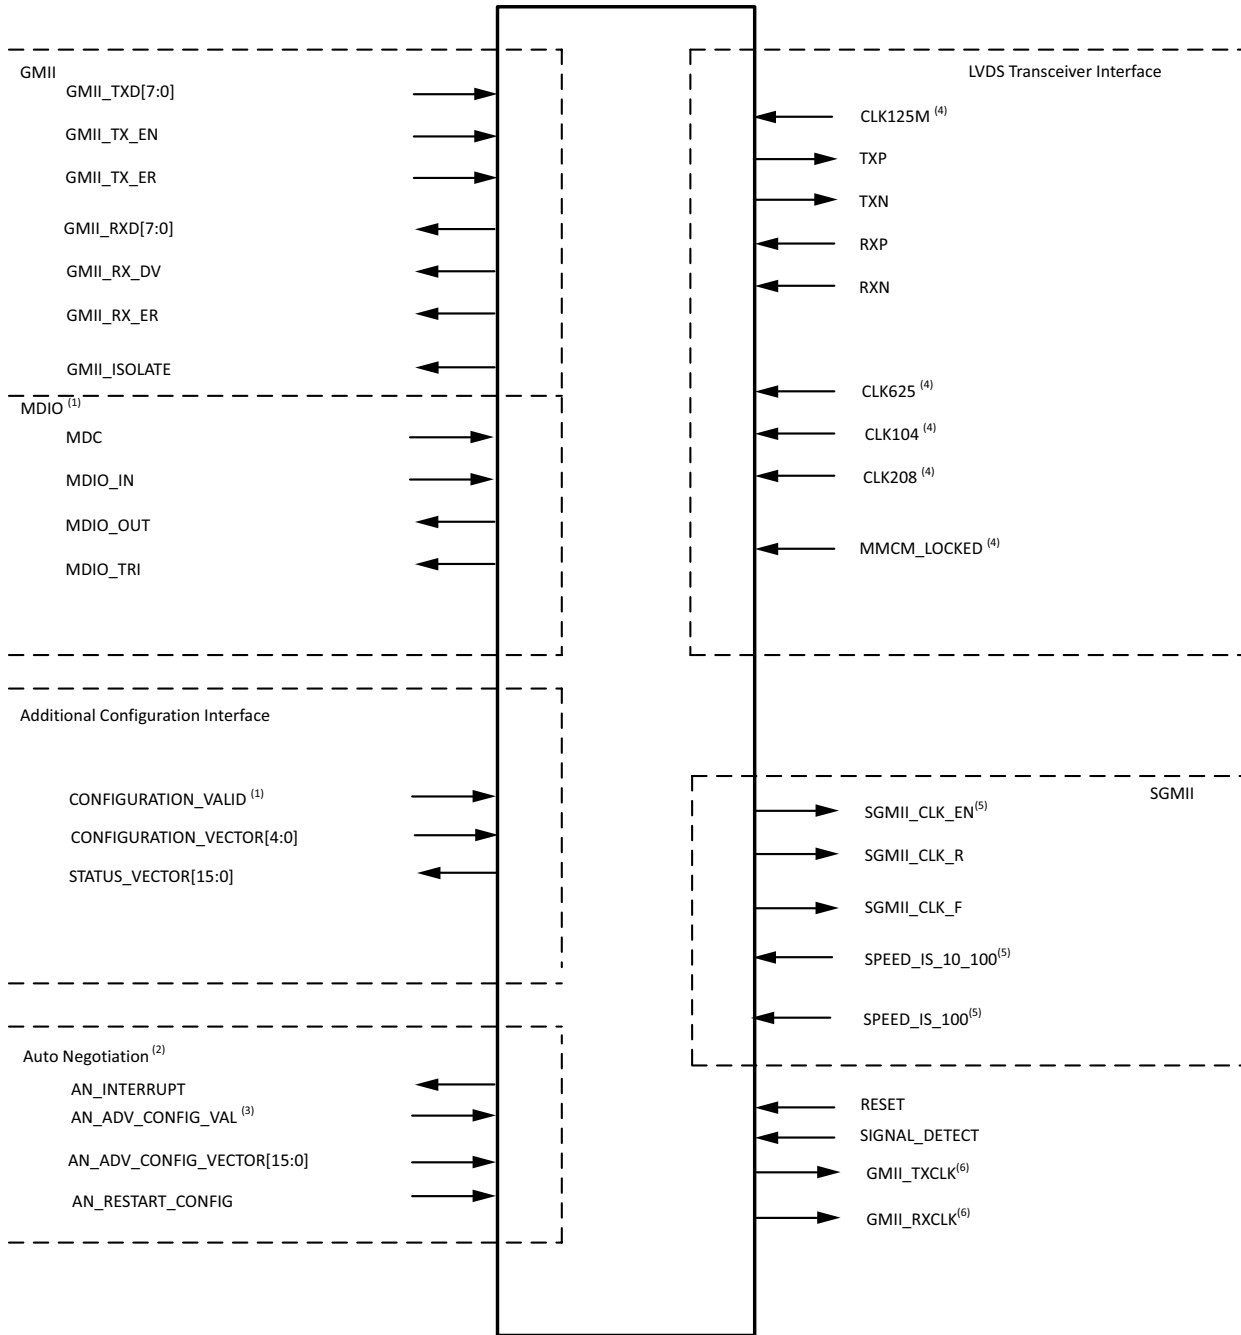 GMII
GMII_TXD[7:0]
GMII_TX_EN
GMII_TX_ER
GMII_RXD[7:0]
GMII_RX_DV
GMII_RX_ER
GMII_ISOLATE
MDIO (1)
MDC
MDIO_IN
MDIO_OUT
MDIO_TRI
Additional Configuration Interface
CONFIGURATION_VALID (1)
CONFIGURATION_VECTOR[4:0]
STATUS_VECTOR[15:0]
Auto Negotiation (2)
AN_INTERRUPT
AN_ADV_CONFIG_VAL (3)
AN_ADV_CONFIG_VECTOR[15:0]
AN_RESTART_CONFIG
LVDS Transceiver Interface
CLK125M (4)
TXP
TXN
RXP
RXN
CLK625 (4)
CLK104 (4)
CLK208 (4)
MMCM_LOCKED (4)
SGMII
SGMII_CLK_EN(5)
SGMII_CLK_R
SGMII_CLK_F
SPEED_IS_10_100(5)
SPEED_IS_100(5)
RESET
SIGNAL_DETECT
GMII_TXCLK(6)
GMII_RXCLK(6)